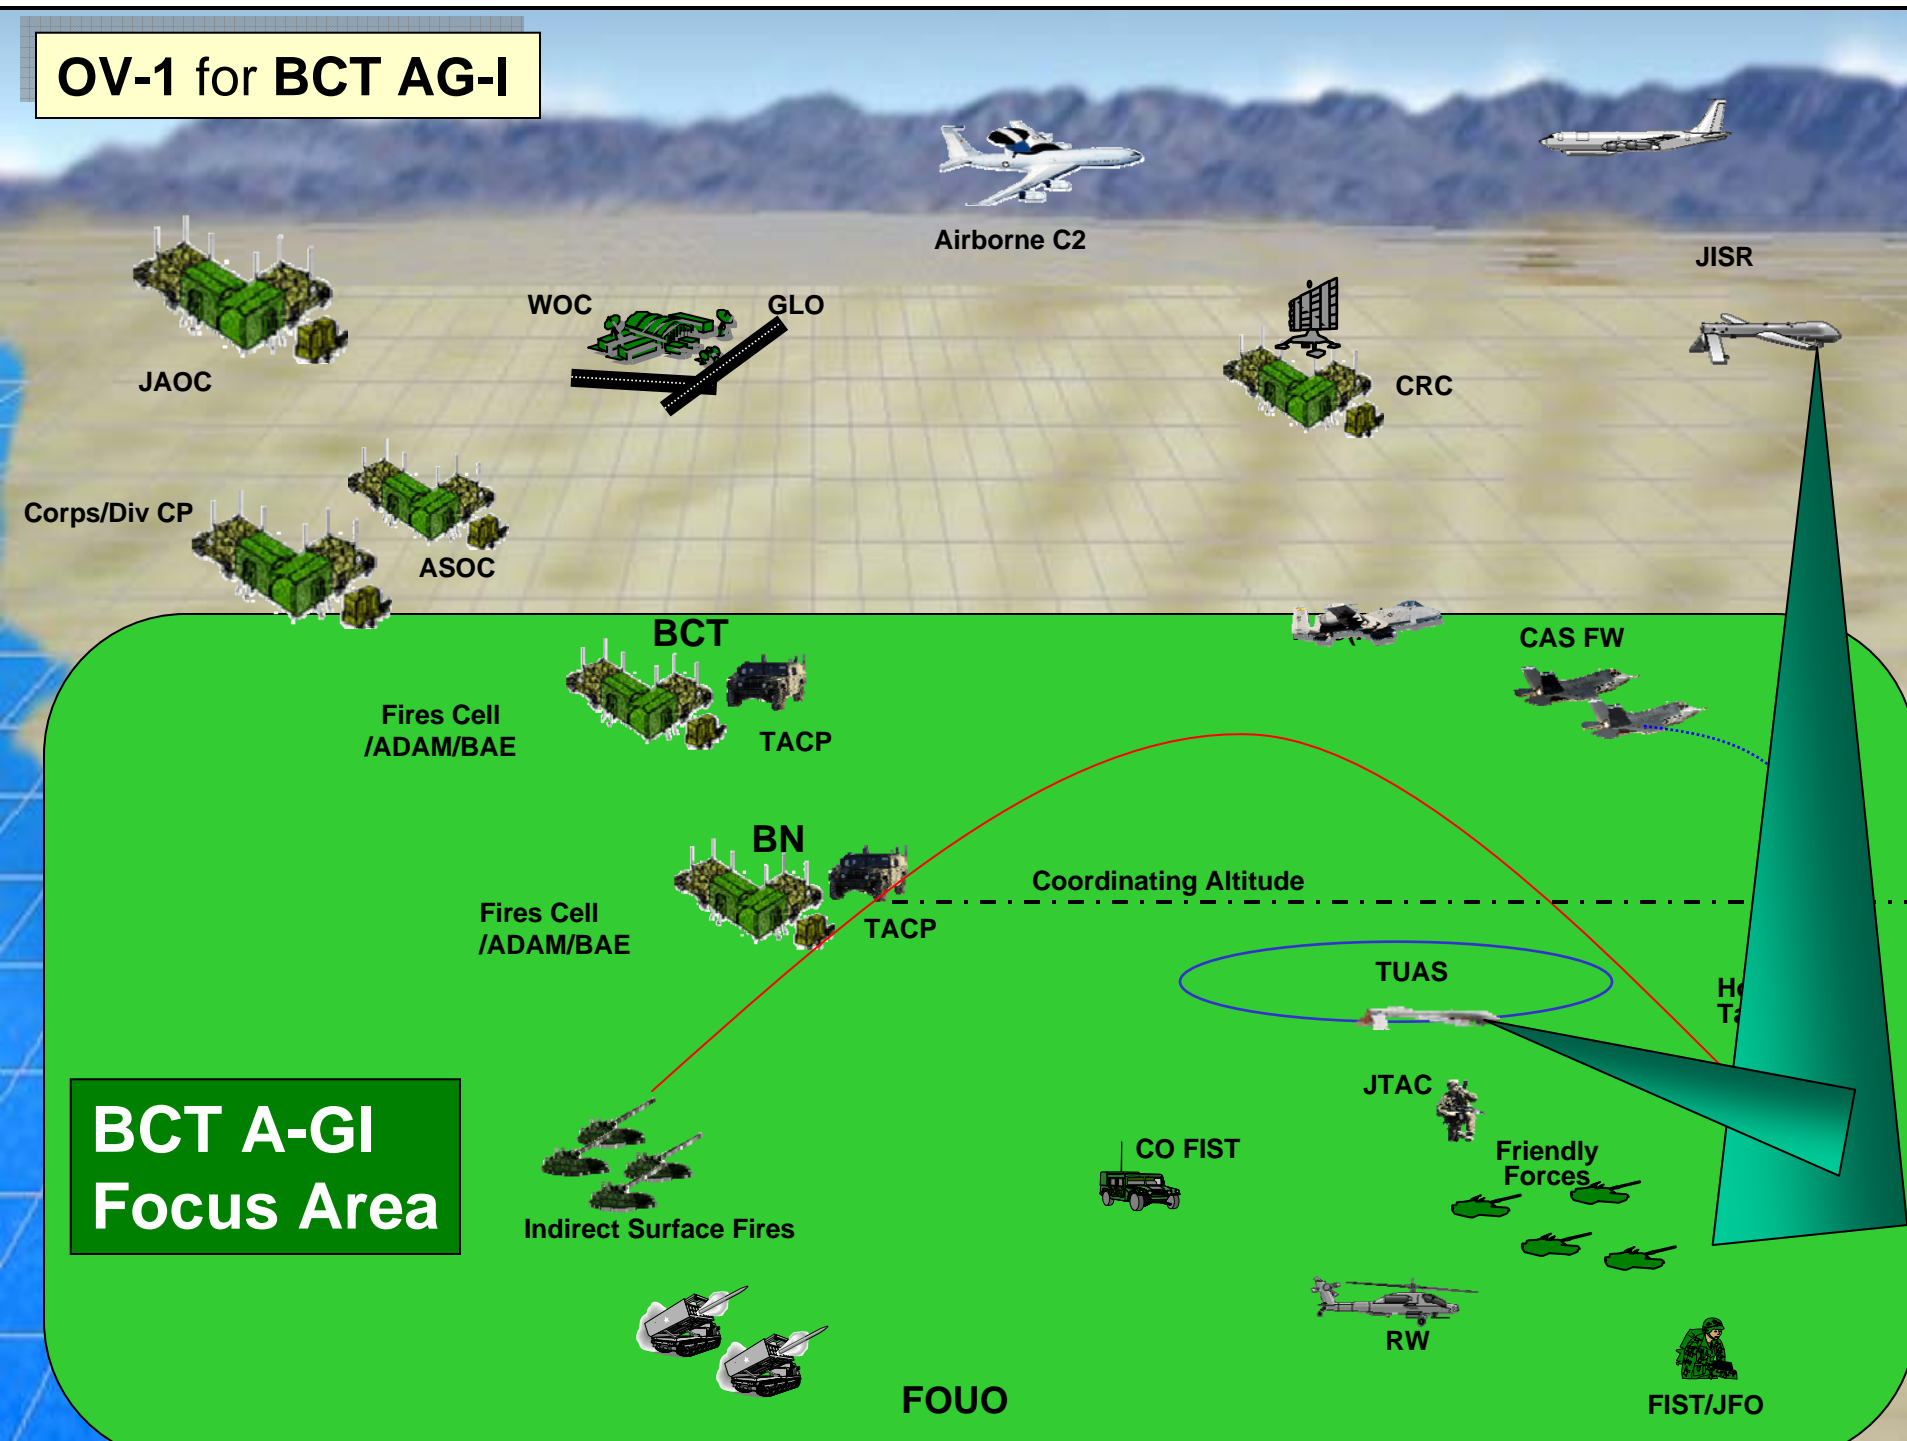 OV-1 for BCT AG-I
Airborne C2
JISR
WOC
GLO
JAOC
CRC
Corps/Div CP
ASOC
BCT
CAS FW
Fires Cell
/ADAM/BAE
TACP
BN
Coordinating Altitude
Fires Cell
/ADAM/BAE
TACP
TUAS
JTAC
BCT A-GI
Focus Area
CO FIST
Friendly
Forces
Indirect Surface Fires
RW
FOUO
FIST/JFO